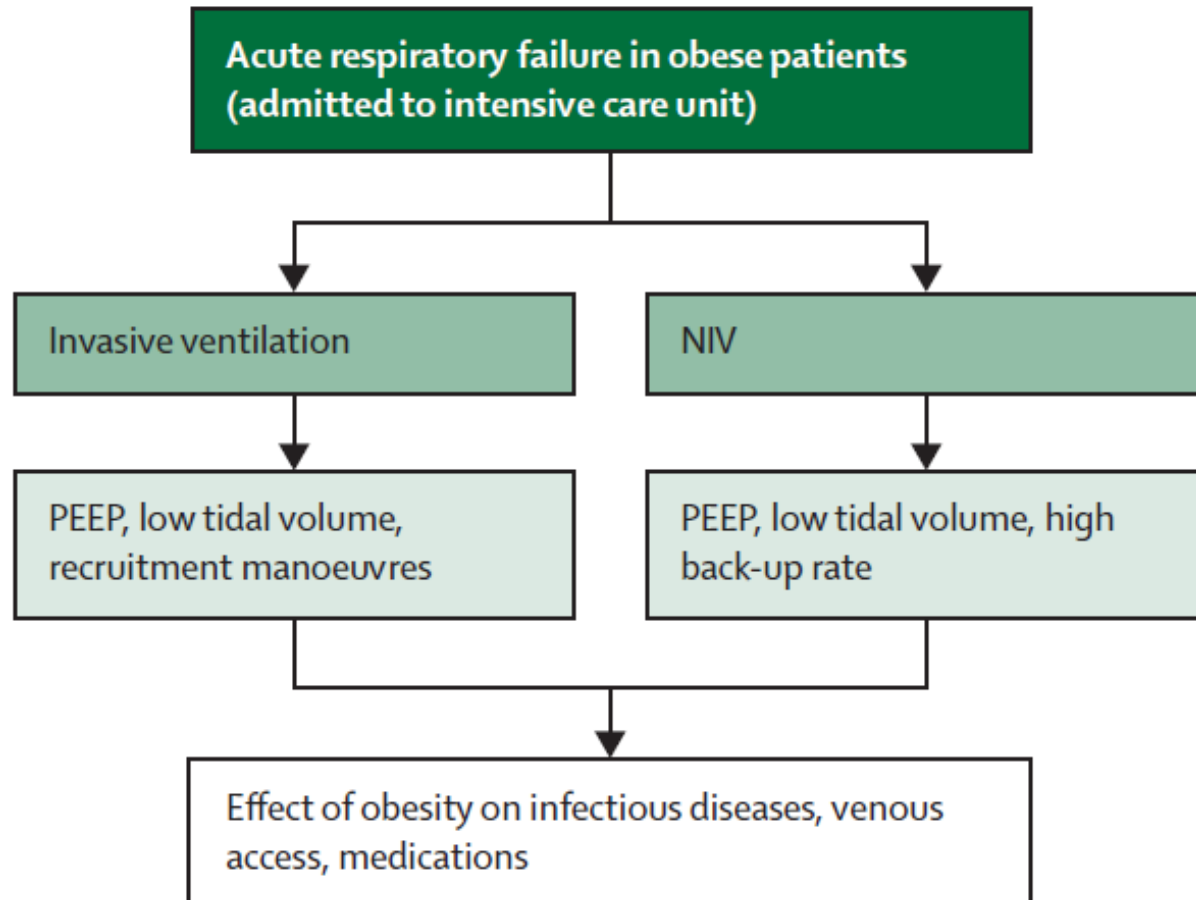 Acute respiratory failure in obese patients
(admitted to intensive care unit)
Invasive ventilation
NIV
PEEP, low tidal volume,
recruitment manoeuvres
PEEP, low tidal volume, high
back-up rate
Effect of obesity on infectious diseases, venous
access, medications